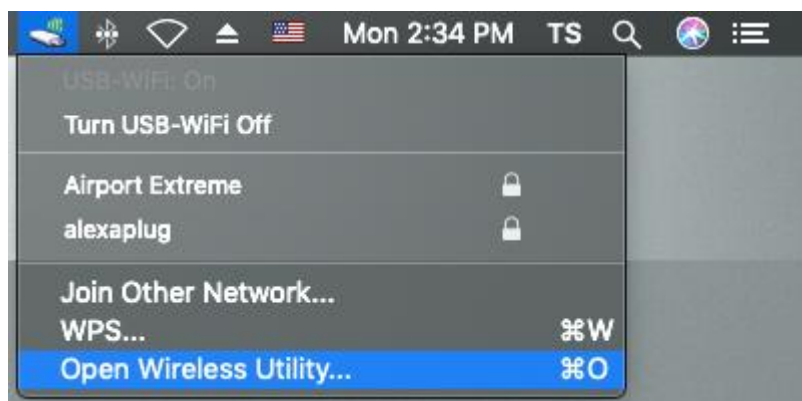 Mon 2:34 PM TS
USB-WiFi: On
Turn USB-WiFi Off
Airport Extreme
alexaplug
Join Other Network...
WPS... ⌘W
Open Wireless Utility... ⌘O